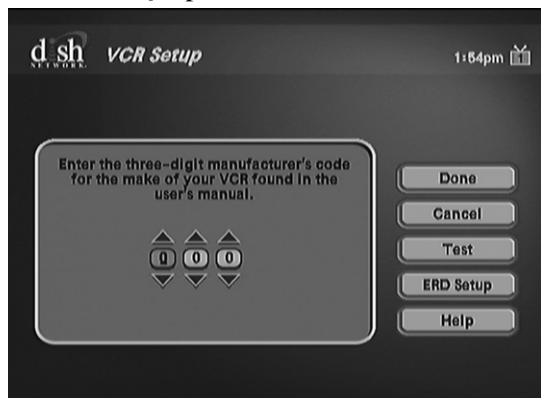 dish VCR Setup 1:54pm 1
NETWORK.
Enter the three-digit manufacturer's code
for the make of your VCR found in the
user's manual.
0 0 0
Done
Cancel
Test
ERD Setup
Help